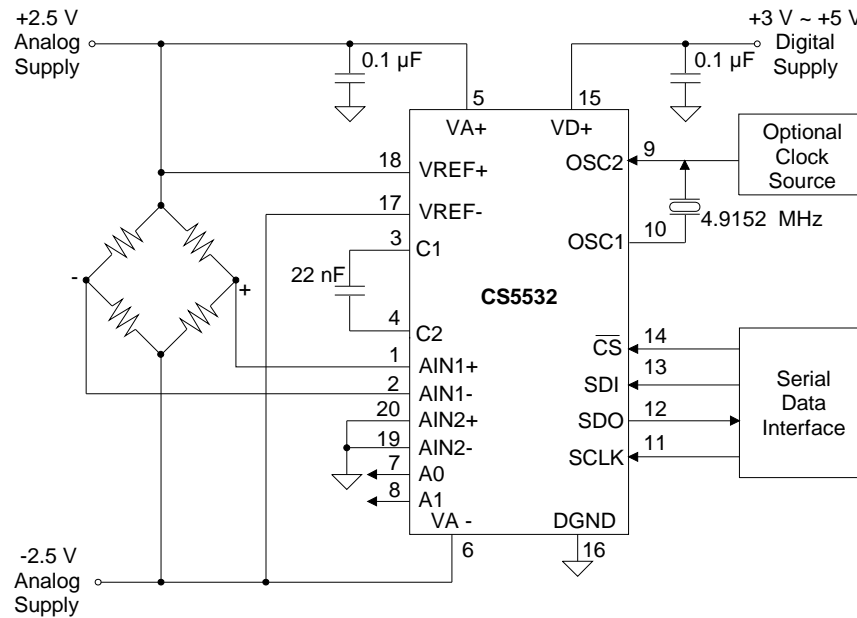 +2.5 V
Analog
Supply
+3 V ~ +5 V
Digital
Supply
0.1 µF
0.1 µF
5
15
VA+
VD+
Optional
Clock
Source
18
VREF+
OSC2
9
17
VREF-
4.9152 MHz
3
C1
OSC1
10
22 nF
CS5532
-
+
4
C2
1
AIN1+
CS
14
2
AIN1-
SDI
13
20
AIN2+
SDO
12
19
AIN2-
SCLK
11
7
A0
8
A1
Serial
Data
Interface
VA -
DGND
6
16
-2.5 V
Analog
Supply